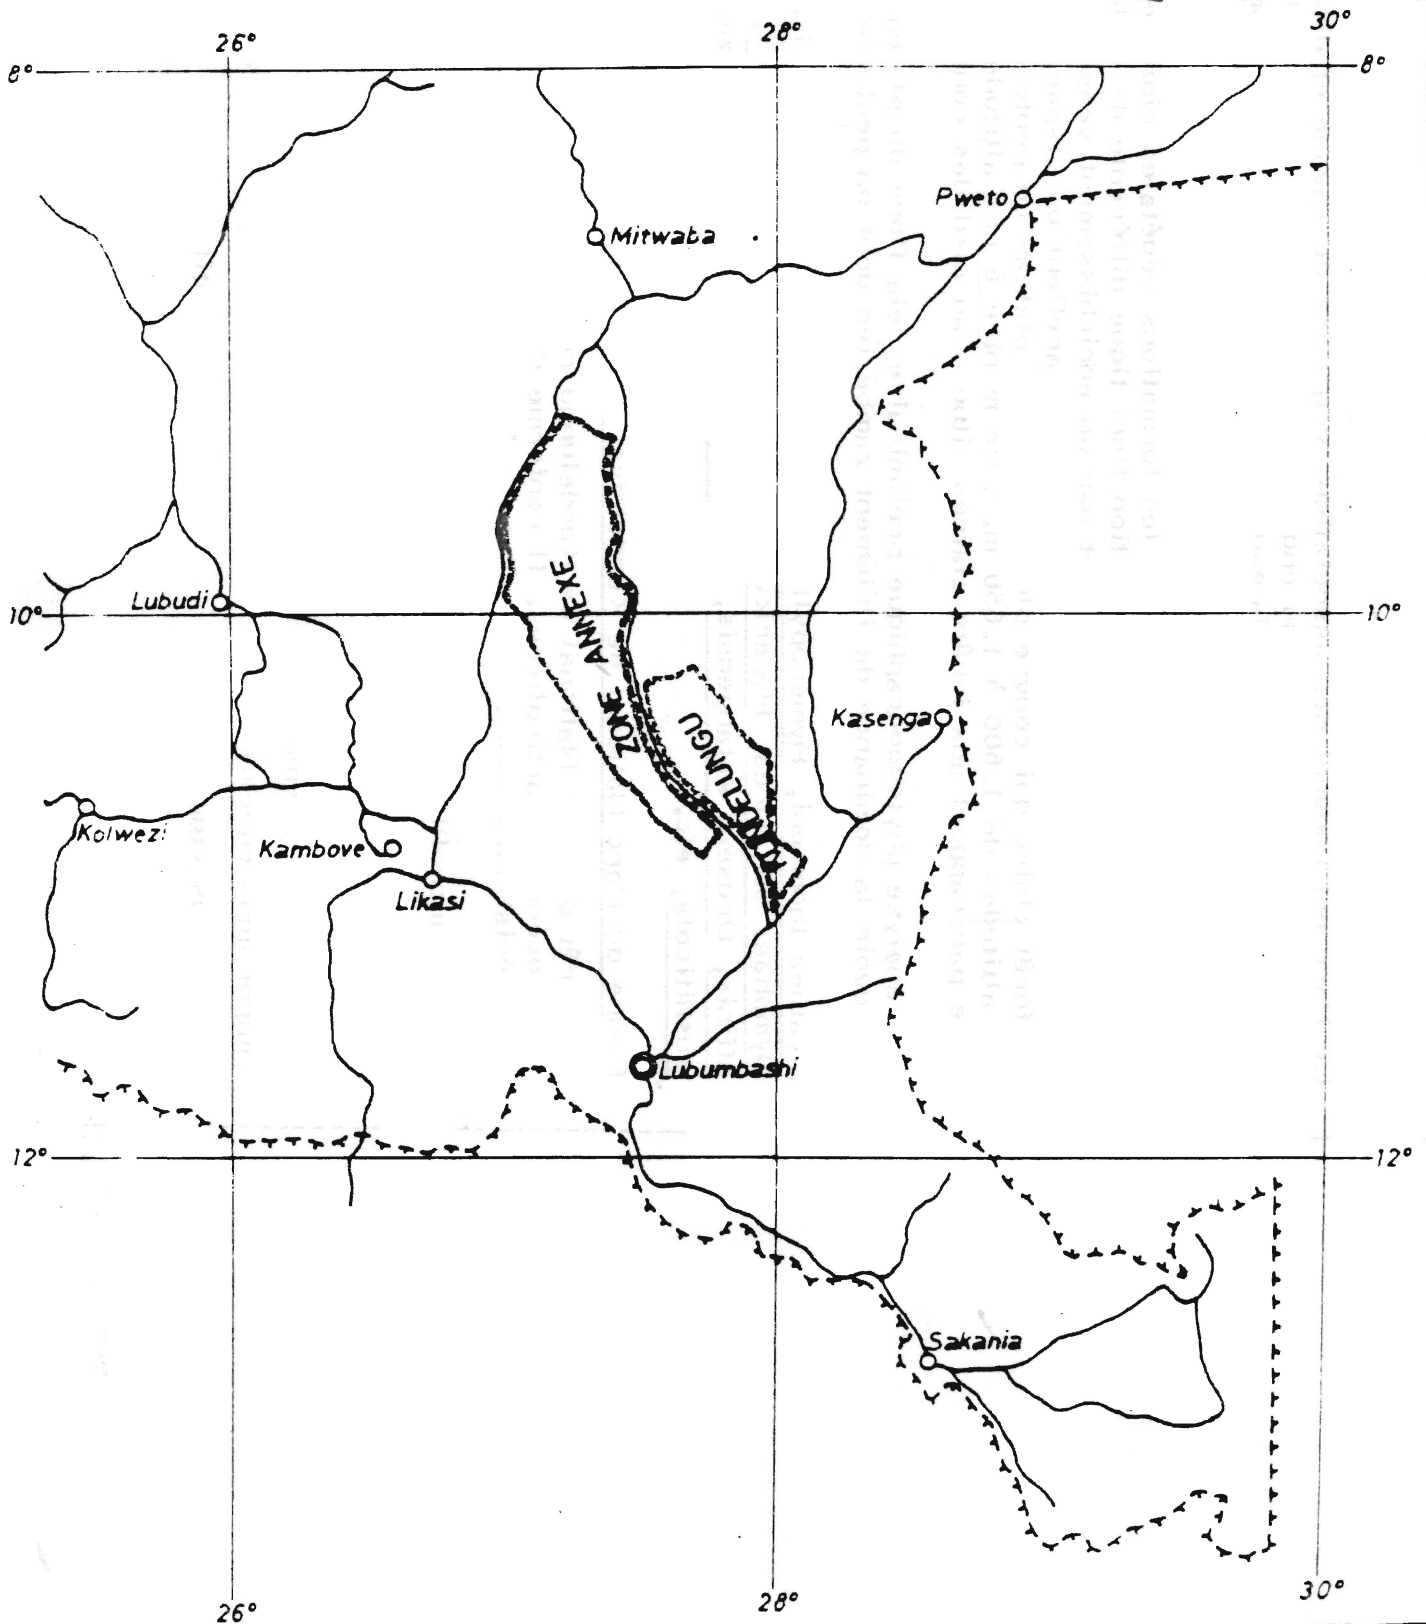 26° 28° 30°
8° 8°
Pweto
Mitwaba
ZONE ANNEXE
Lubudi
10° 10°
KUNDELUNGU
Kasenga
Kolwezi
Kambove
Likasi
Lubumbashi
12° 12°
Sakania
26° 28° 30°